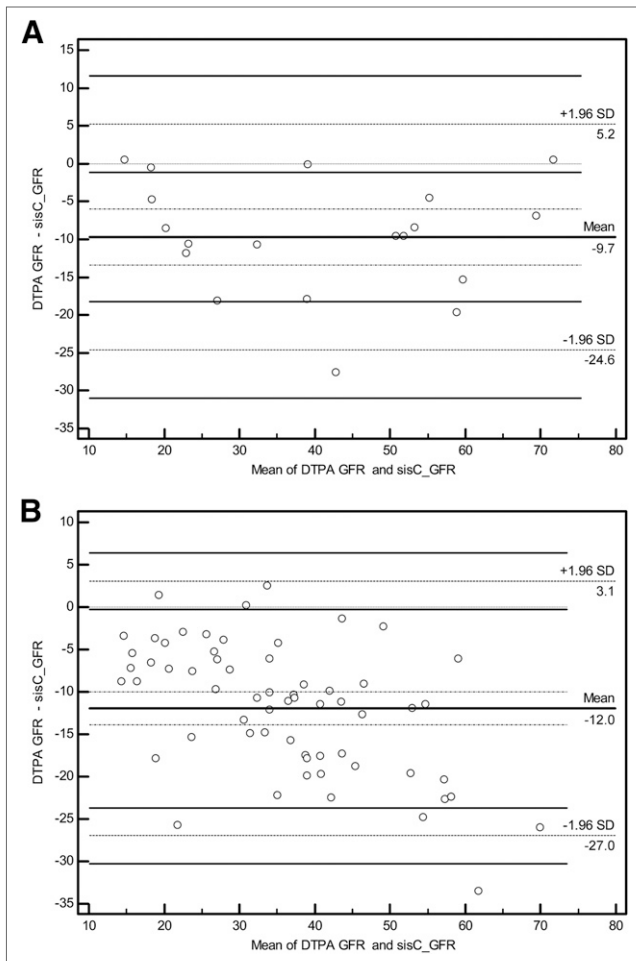 A
15
10
5
0
-5
-10
-15
-20
-25
-30
-35
DTPA GFR - sisC_GFR
+1.96 SD
5.2
Mean
-9.7
-1.96 SD
-24.6
10 20 30 40 50 60 70 80
Mean of DTPA GFR and sisC_GFR
B
10
5
0
-5
-10
-15
-20
-25
-30
-35
DTPA GFR - sisC_GFR
+1.96 SD
3.1
Mean
-12.0
-1.96 SD
-27.0
10 20 30 40 50 60 70 80
Mean of DTPA GFR and sisC_GFR